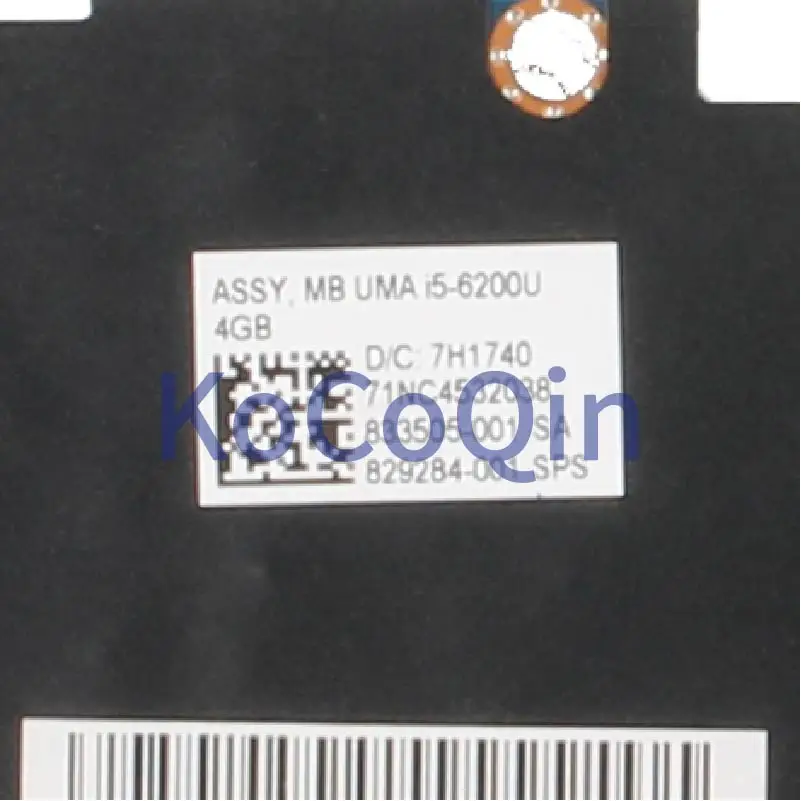 ASSY, MB UMA i5-6200U
4GB
D/C: 7H1740
71NC4532038
833505-001 SA
829284-001 SPS
KoCoQin